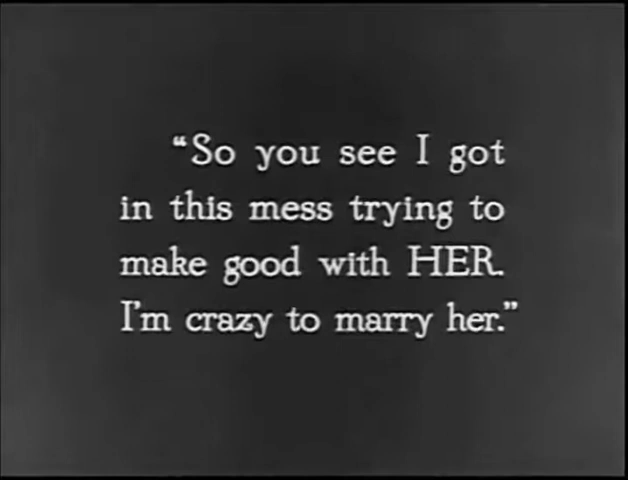 “So you see I got
in this mess trying to
make good with HER.
I'm crazy to marry her.”